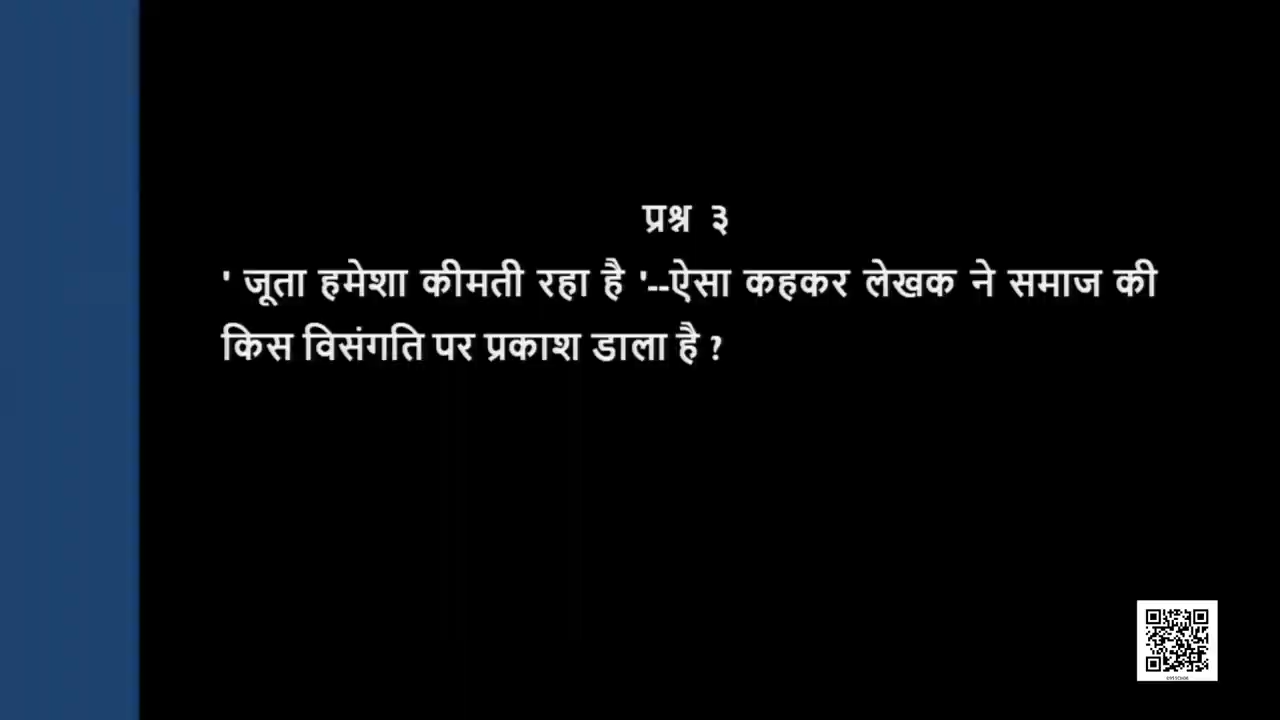 प्रश्न ३
' जूता हमेशा कीमती रहा है '--ऐसा कहकर लेखक ने समाज की
किस विसंगति पर प्रकाश डाला है ?